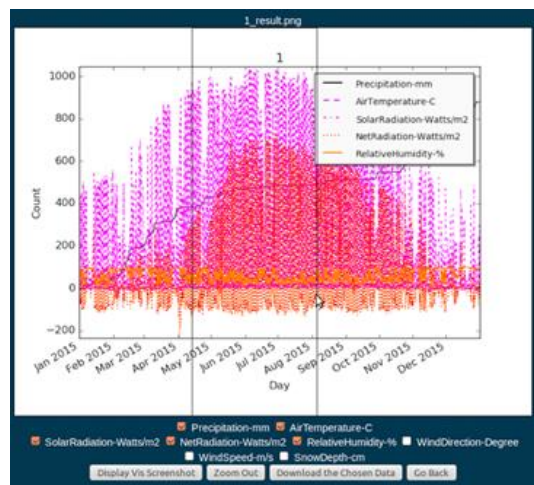 1_result.png
1
Precipitation-mm
AirTemperature-C
SolarRadiation-Watts/m2
NetRadiation-Watts/m2
RelativeHumidity-%
1000
800
600
400
200
0
−200
Count
Jan 2015 Feb 2015 Mar 2015 Apr 2015 May 2015 Jun 2015 Jul 2015 Aug 2015 Sep 2015 Oct 2015 Nov 2015 Dec 2015
Day
Precipitation-mm AirTemperature-C
SolarRadiation-Watts/m2 NetRadiation-Watts/m2 RelativeHumidity-% WindDirection-Degree
WindSpeed-m/s SnowDepth-cm
Display Vis Screenshot Zoom Out Download the Chosen Data Go Back